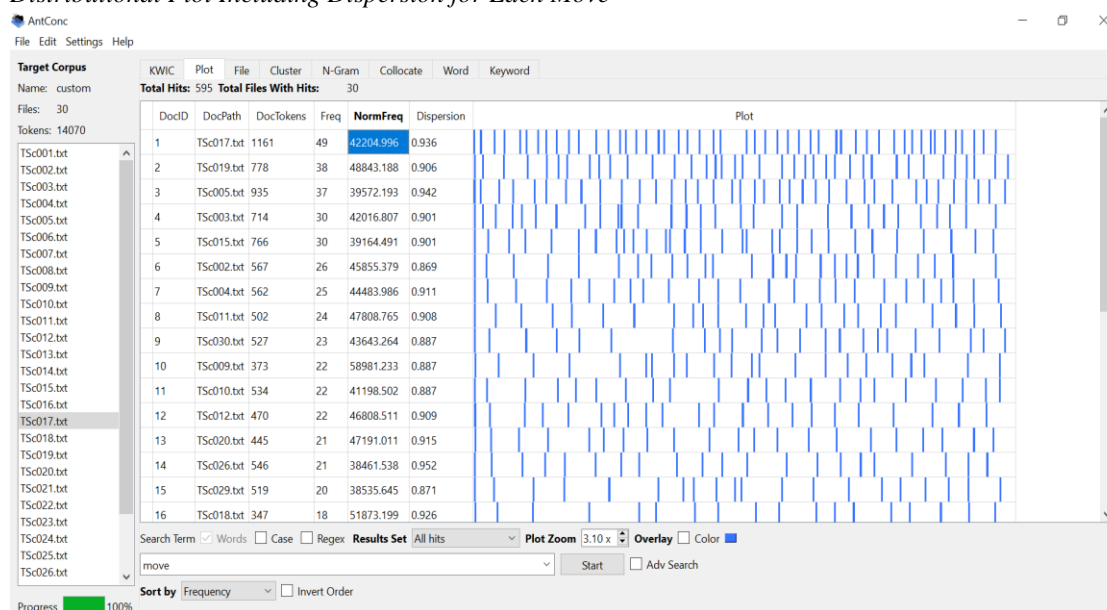 Distributional Plot Including Dispersion for Each Move
AntConc
File Edit Settings Help
Target Corpus
Name: custom
Files: 30
Tokens: 14070
TSc001.txt
TSc002.txt
TSc003.txt
TSc004.txt
TSc005.txt
TSc006.txt
TSc007.txt
TSc008.txt
TSc009.txt
TSc010.txt
TSc011.txt
TSc012.txt
TSc013.txt
TSc014.txt
TSc015.txt
TSc016.txt
TSc017.txt
TSc018.txt
TSc019.txt
TSc020.txt
TSc021.txt
TSc022.txt
TSc023.txt
TSc024.txt
TSc025.txt
TSc026.txt
Progress 100%
KWIC Plot File Cluster N-Gram Collocate Word Keyword
Total Hits: 595 Total Files With Hits: 30
DocID DocPath DocTokens Freq NormFreq Dispersion Plot
1 TSc017.txt 1161 49 42204.996 0.936
2 TSc019.txt 778 38 48843.188 0.906
3 TSc005.txt 935 37 39572.193 0.942
4 TSc003.txt 714 30 42016.807 0.901
5 TSc015.txt 766 30 39164.491 0.901
6 TSc002.txt 567 26 45855.379 0.869
7 TSc004.txt 562 25 44483.986 0.911
8 TSc011.txt 502 24 47808.765 0.908
9 TSc030.txt 527 23 43643.264 0.887
10 TSc009.txt 373 22 58981.233 0.887
11 TSc010.txt 534 22 41198.502 0.887
12 TSc012.txt 470 22 46808.511 0.909
13 TSc020.txt 445 21 47191.011 0.915
14 TSc026.txt 546 21 38461.538 0.952
15 TSc029.txt 519 20 38535.645 0.871
16 TSc018.txt 347 18 51873.199 0.926
Search Term Words Case Regex Results Set All hits Plot Zoom 3.10 x Overlay Color
move Start Adv Search
Sort by Frequency Invert Order